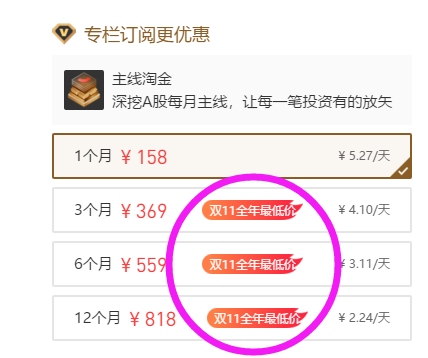 专栏订阅更优惠
主线淘金
深挖A股每月主线，让每一笔投资有的放矢
1个月 ￥158 ￥5.27/天
3个月 ￥369 双11全年最低价 ￥4.10/天
6个月 ￥559 双11全年最低价 ￥3.11/天
12个月 ￥818 双11全年最低价 ￥2.24/天